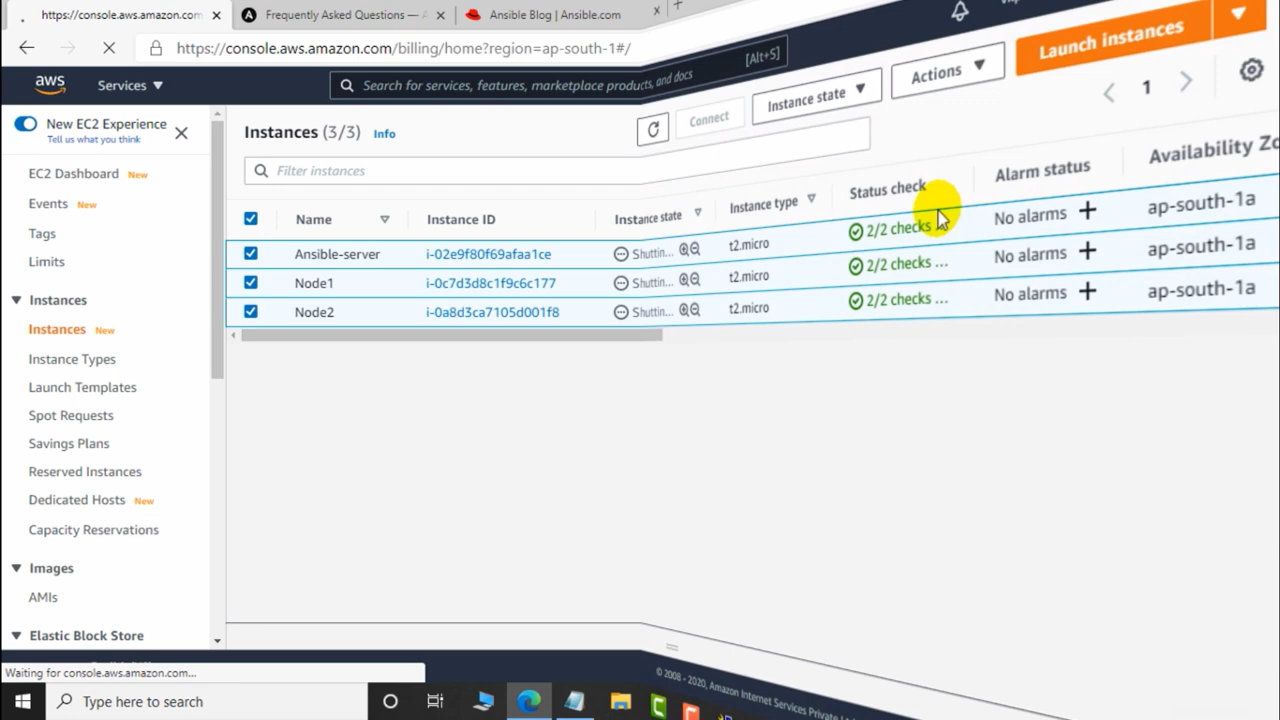 https://console.aws.amazon.com
Frequently Asked Questions —
Ansible Blog | Ansible.com
https://console.aws.amazon.com/billing/home?region=ap-south-1#/
aws
Services
Search for services, features, marketplace products, and docs
[Alt+S]
New EC2 Experience
Tell us what you think
Instances (3/3) Info
Connect
Instance state
Actions
Launch instances
1
Filter instances
EC2 Dashboard New
Events New
Tags
Limits
Instances
Instances New
Instance Types
Launch Templates
Spot Requests
Savings Plans
Reserved Instances
Dedicated Hosts New
Capacity Reservations
Images
AMIs
Elastic Block Store
Name Instance ID Instance state Instance type Status check Alarm status Availability Zo
Ansible-server i-02e9f80f69afaa1ce Shuttin... t2.micro 2/2 checks ... No alarms + ap-south-1a
Node1 i-0c7d3d8c1f9c6c177 Shuttin... t2.micro 2/2 checks ... No alarms + ap-south-1a
Node2 i-0a8d3ca7105d001f8 Shuttin... t2.micro 2/2 checks ... No alarms + ap-south-1a
Waiting for console.aws.amazon.com...
© 2008 - 2020, Amazon Internet Services Private
Type here to search